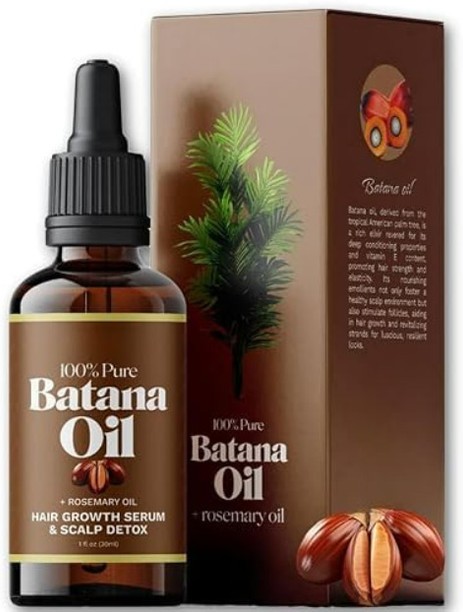 100% Pure
Batana
Oil
+ ROSEMARY OIL
HAIR GROWTH SERUM
& SCALP DETOX
1 fl oz (30ml)
100% Pure
Batana
Oil
+ rosemary oil
Batana oil
Batana oil, derived from the
tropical American palm tree, is
a rich elixir revered for its
deep conditioning properties
and vitamin E content,
promoting hair strength and
elasticity. Its nourishing
emollients not only foster a
healthy scalp environment but
also stimulate follicles, aiding
in hair growth and revitalizing
strands for luscious, resilient
looks.